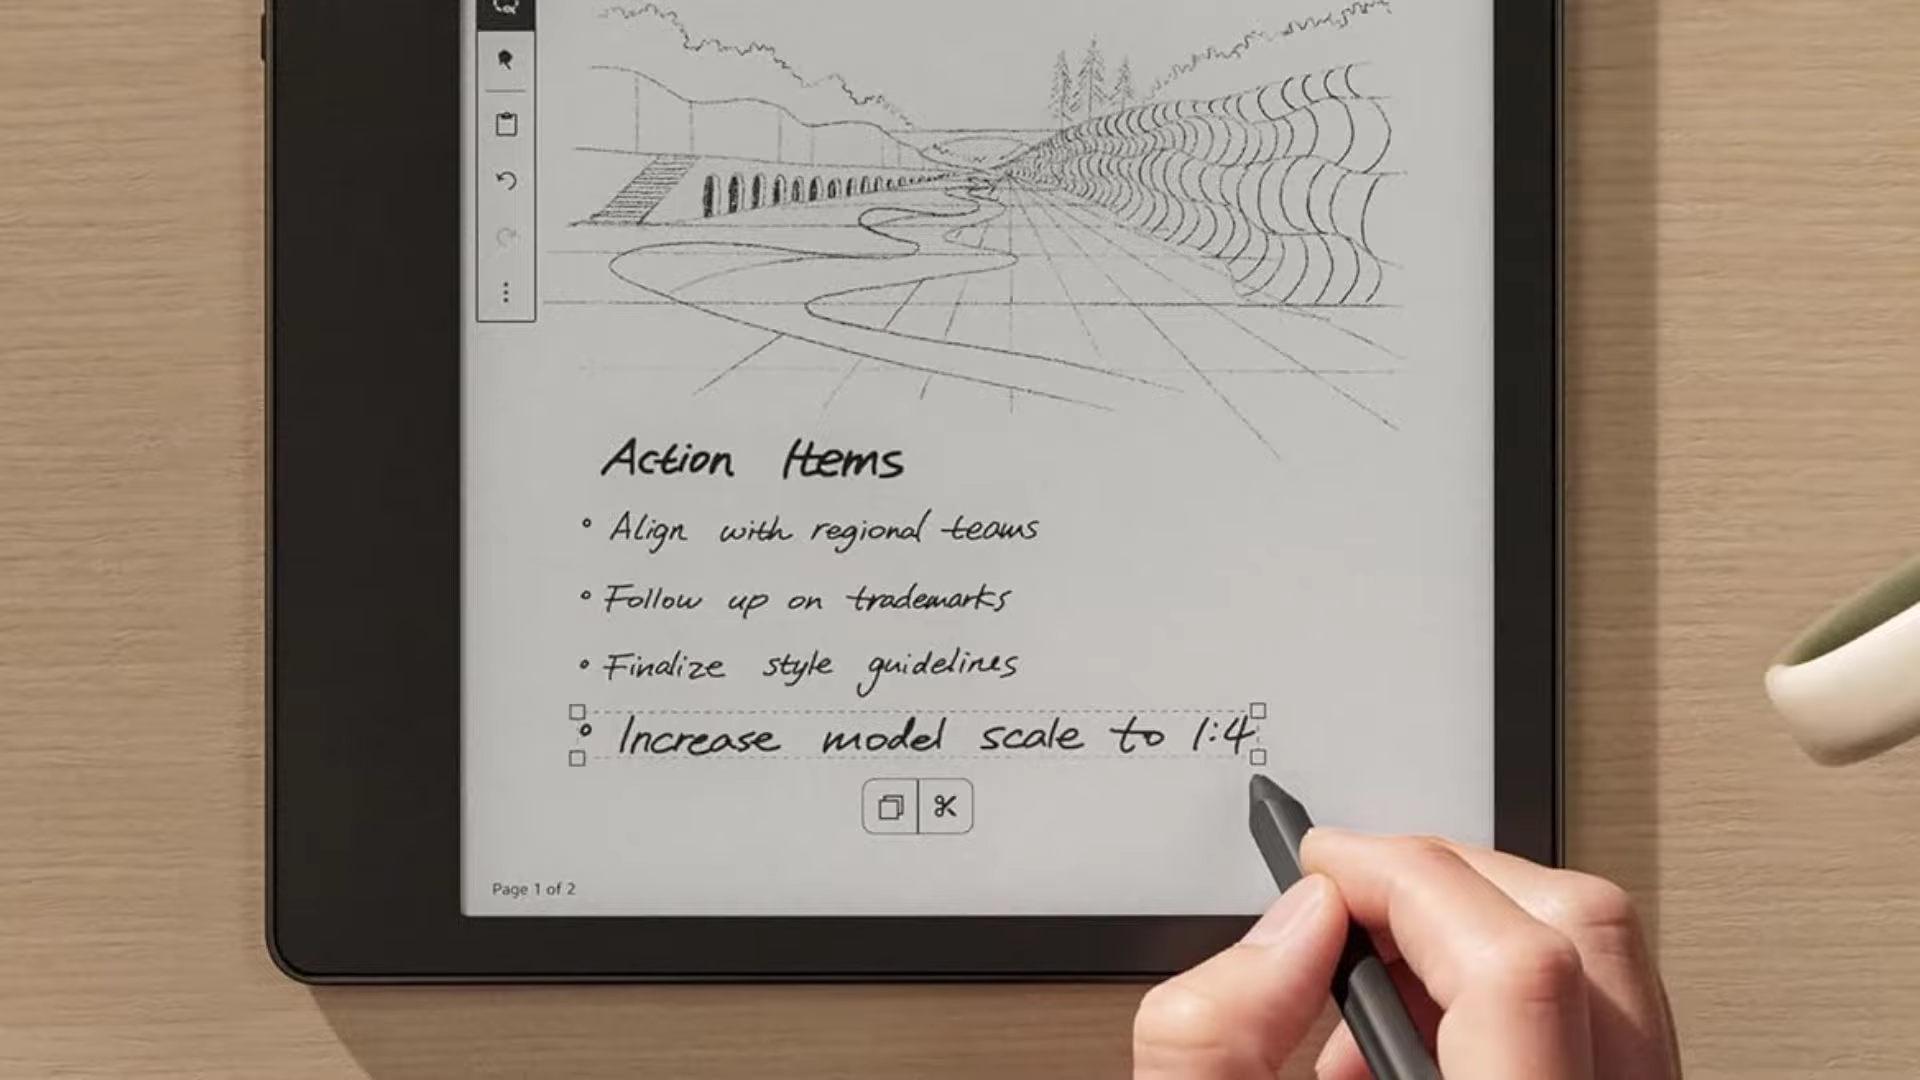 Action Items
Align with regional teams
Follow up on trademarks
Finalize style guidelines
Increase model scale to 1:4
Page 1 of 2